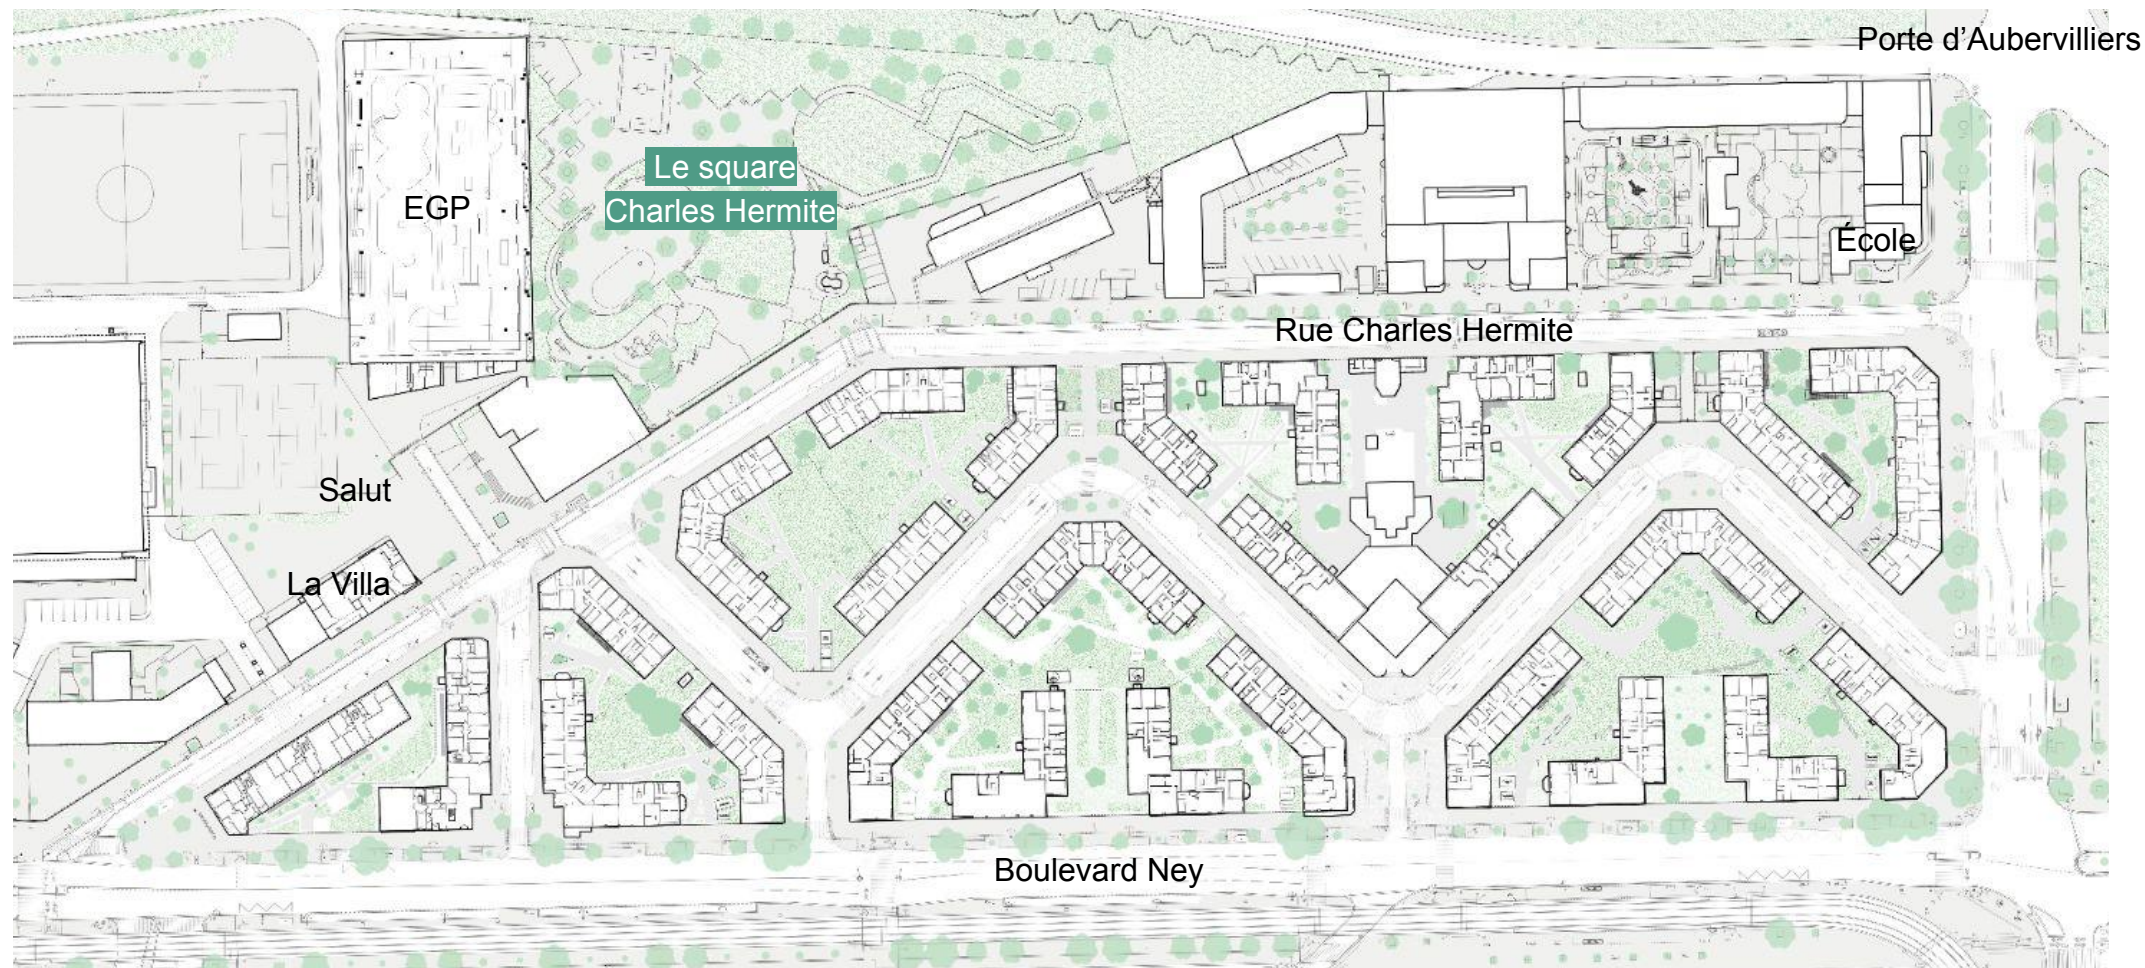 Porte d’Aubervilliers
Le square
Charles Hermite
EGP
École
Rue Charles Hermite
Salut
La Villa
Boulevard Ney